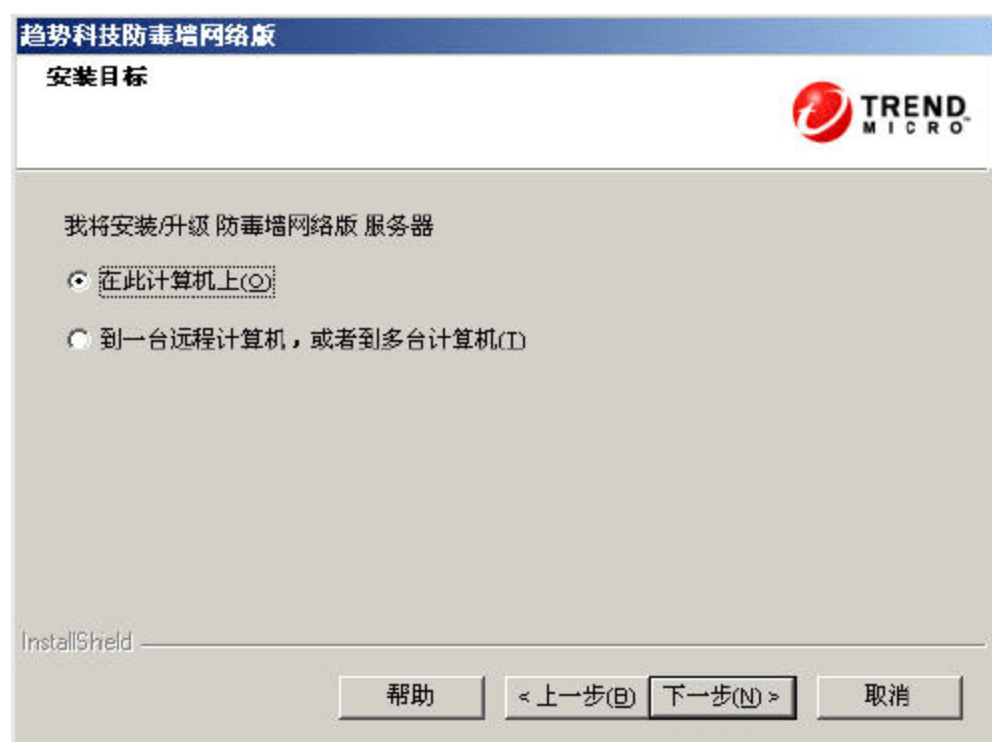 趋势科技防毒墙网络版
安装目标
TREND
MICRO
我将安装/升级 防毒墙网络版 服务器
在此计算机上(O)
到一台远程计算机，或者到多台计算机(T)
InstallShield
帮助
< 上一步(B)
下一步(N) >
取消